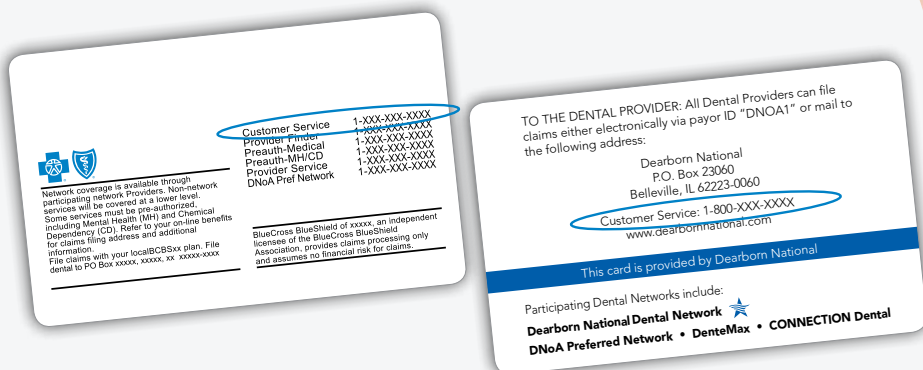 Customer Service 1-XXX-XXX-XXXX
Provider Finder 1-XXX-XXX-XXXX
Preauth-Medical 1-XXX-XXX-XXXX
Preauth-MH/CD 1-XXX-XXX-XXXX
Provider Service 1-XXX-XXX-XXXX
DNoA Pref Network 1-XXX-XXX-XXXX
Network coverage is available through
participating network Providers. Non-network
services will be covered at a lower level.
Some services must be pre-authorized,
including Mental Health (MH) and Chemical
Dependency (CD). Refer to your on-line benefits
for claims filing address and additional
information.
File claims with your localBCBSxx plan. File
dental to PO Box xxxxx, xxxxx, xx xxxxx-xxxx
BlueCross BlueShield of xxxxx, an independent
licensee of the BlueCross BlueShield
Association, provides claims processing only
and assumes no financial risk for claims.
TO THE DENTAL PROVIDER: All Dental Providers can file
claims either electronically via payor ID “DNOA1” or mail to
the following address:
Dearborn National
P.O. Box 23060
Belleville, IL 62223-0060
Customer Service: 1-800-XXX-XXXX
www.dearbornnational.com
This card is provided by Dearborn National
Participating Dental Networks include:
Dearborn National Dental Network
DNoA Preferred Network • DenteMax • CONNECTION Dental